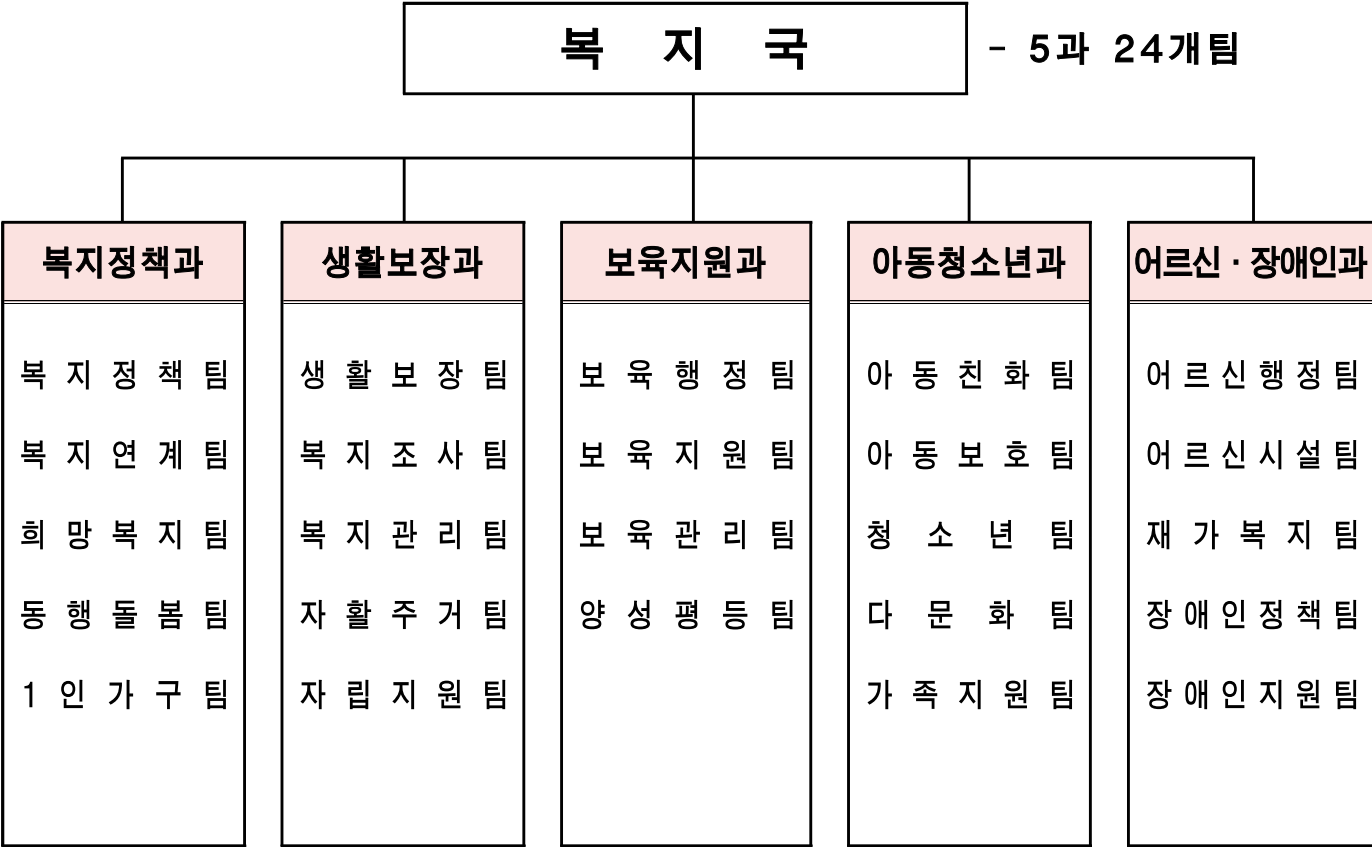 복 지 국 - 5과 24개팀
복지정책과
복지정책팀
복지연계팀
희망복지팀
동행돌봄팀
1인가구팀
생활보장과
생활보장팀
복지조사팀
복지관리팀
자활주거팀
자립지원팀
보육지원과
보육행정팀
보육지원팀
보육관리팀
양성평등팀
아동청소년과
아동친화팀
아동보호팀
청소년팀
다문화팀
가족지원팀
어르신 · 장애인과
어르신행정팀
어르신시설팀
재가복지팀
장애인정책팀
장애인지원팀